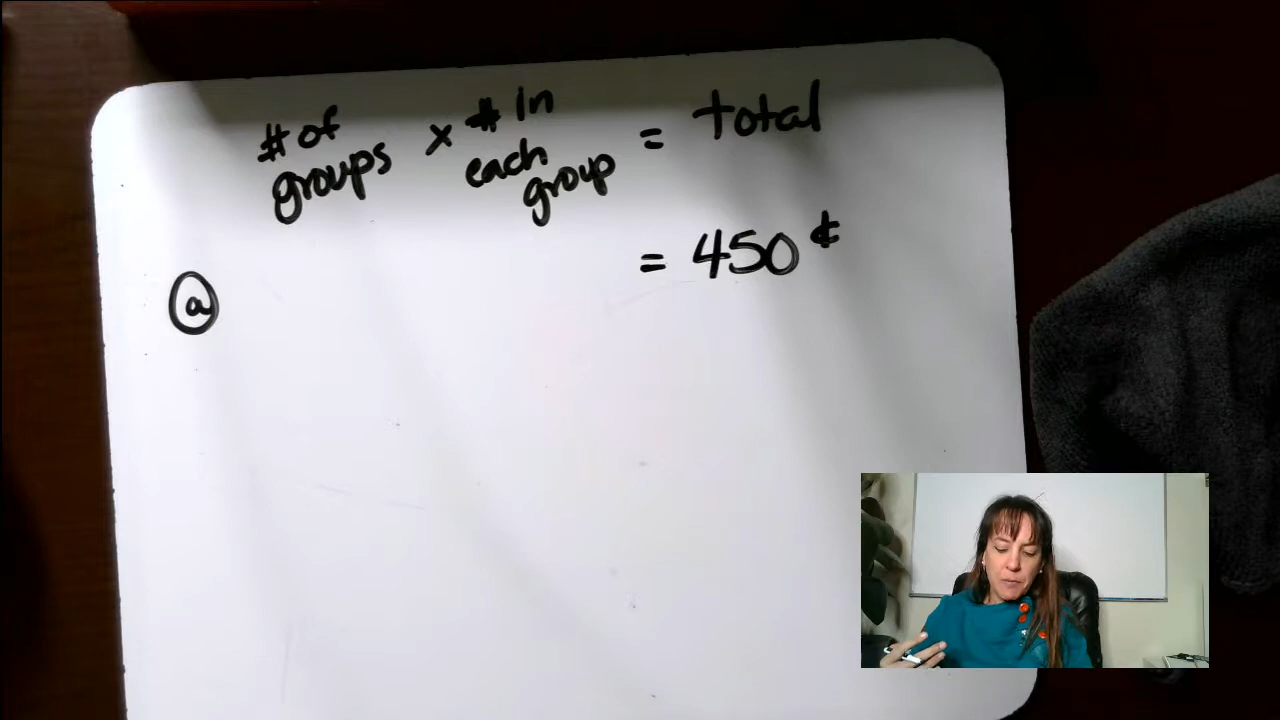 # of groups × # in each group = total
= 450 ¢
a